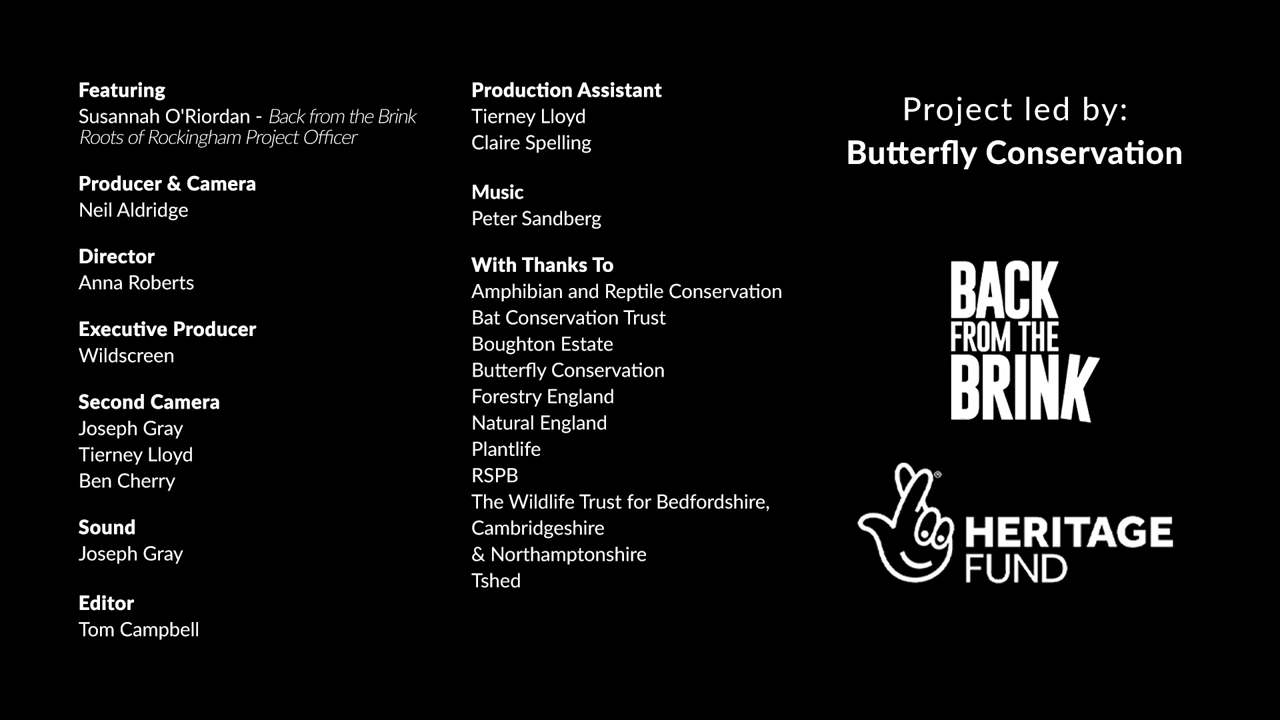 Featuring
Susannah O'Riordan - Back from the Brink
Roots of Rockingham Project Officer
Producer & Camera
Neil Aldridge
Director
Anna Roberts
Executive Producer
Wildscreen
Second Camera
Joseph Gray
Tierney Lloyd
Ben Cherry
Sound
Joseph Gray
Editor
Tom Campbell
Production Assistant
Tierney Lloyd
Claire Spelling
Music
Peter Sandberg
With Thanks To
Amphibian and Reptile Conservation
Bat Conservation Trust
Boughton Estate
Butterfly Conservation
Forestry England
Natural England
Plantlife
RSPB
The Wildlife Trust for Bedfordshire,
Cambridgeshire
& Northamptonshire
Tshed
Project led by:
Butterfly Conservation
BACK
FROM THE
BRINK
®
HERITAGE
FUND